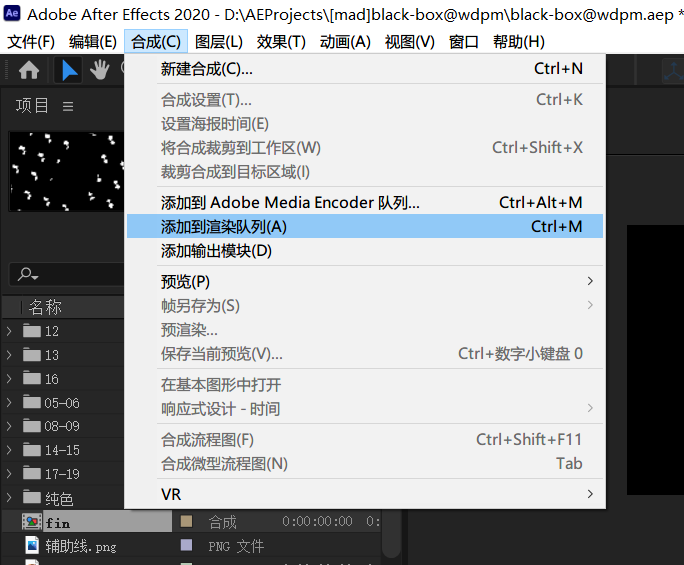 Ae Adobe After Effects 2020 - D:\AEProjects\[mad]black-box@wdpm\black-box@wdpm.aep *
文件(F) 编辑(E) 合成(C) 图层(L) 效果(T) 动画(A) 视图(V) 窗口 帮助(H)
新建合成(C)... Ctrl+N
项目
合成设置(T)... Ctrl+K
设置海报时间(E)
将合成裁剪到工作区(W) Ctrl+Shift+X
裁剪合成到目标区域(I)
添加到 Adobe Media Encoder 队列... Ctrl+Alt+M
添加到渲染队列(A) Ctrl+M
添加输出模块(D)
预览(P)
帧另存为(S)
预渲染...
保存当前预览(V)... Ctrl+数字小键盘 0
在基本图形中打开
响应式设计 - 时间
合成流程图(F) Ctrl+Shift+F11
合成微型流程图(N) Tab
VR
名称
12
13
16
05-06
08-09
14-15
17-19
纯色
fin 合成 0:00:00:00 0:
辅助线.png PNG 文件